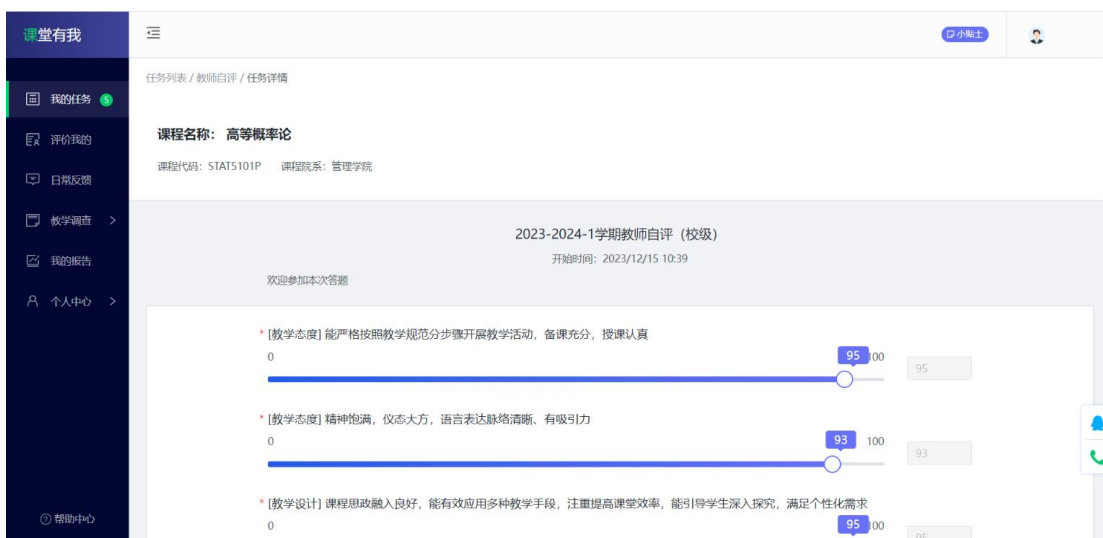 课堂有我
小贴士
任务列表 / 教师自评 / 任务详情
我的任务 5
评价我的
日常反馈
教学调查 >
我的报告
个人中心 >
帮助中心
课程名称： 高等概率论
课程代码：STAT5101P 课程院系：管理学院
2023-2024-1学期教师自评（校级）
开始时间：2023/12/15 10:39
欢迎参加本次答题
* [教学态度] 能严格按照教学规范分步骤开展教学活动，备课充分，授课认真
0 95 100
95
* [教学态度] 精神饱满，仪态大方，语言表达脉络清晰、有吸引力
0 93 100
93
* [教学设计] 课程思政融入良好，能有效应用多种教学手段，注重提高课堂效率，能引导学生深入探究，满足个性化需求
0 95 100
95